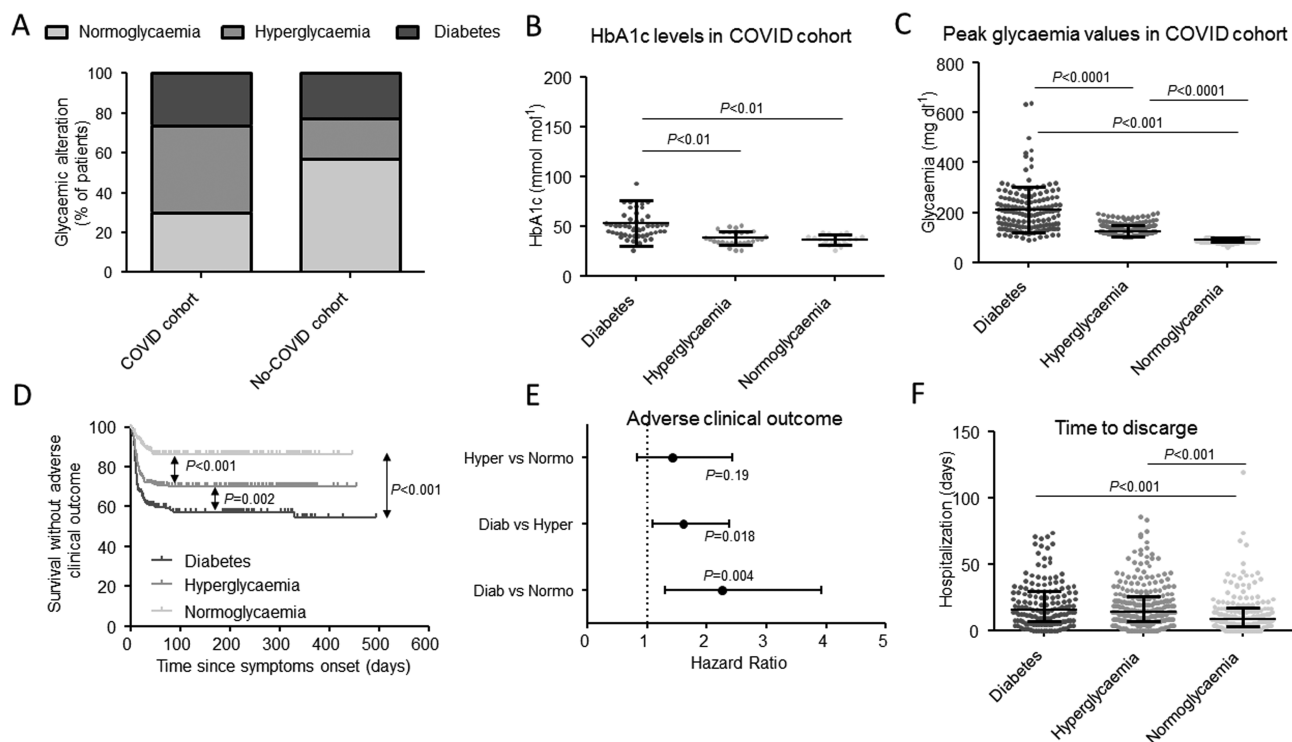 A
Normoglycaemia Hyperglycaemia Diabetes
Glycaemic alteration
(% of patients)
100
80
60
40
20
0
COVID cohort
No-COVID cohort
B
HbA1c levels in COVID cohort
HbA1c (mmol mol¹)
200
150
100
50
0
P<0.01
P<0.01
Diabetes
Hyperglycaemia
Normoglycaemia
C
Peak glycaemia values in COVID cohort
Glycaemia (mg dl¹)
800
600
400
200
0
P<0.0001
P<0.0001
P<0.001
Diabetes
Hyperglycaemia
Normoglycaemia
D
Survival without adverse
clinical outcome
100
80
60
40
20
0
P<0.001
P=0.002
P<0.001
Diabetes
Hyperglycaemia
Normoglycaemia
0 100 200 300 400 500 600
Time since symptoms onset (days)
E
Adverse clinical outcome
Hyper vs Normo
P=0.19
Diab vs Hyper
P=0.018
Diab vs Normo
P=0.004
0 1 2 3 4 5
Hazard Ratio
F
Time to discarge
Hospitalization (days)
150
100
50
0
P<0.001
P<0.001
Diabetes
Hyperglycaemia
Normoglycaemia